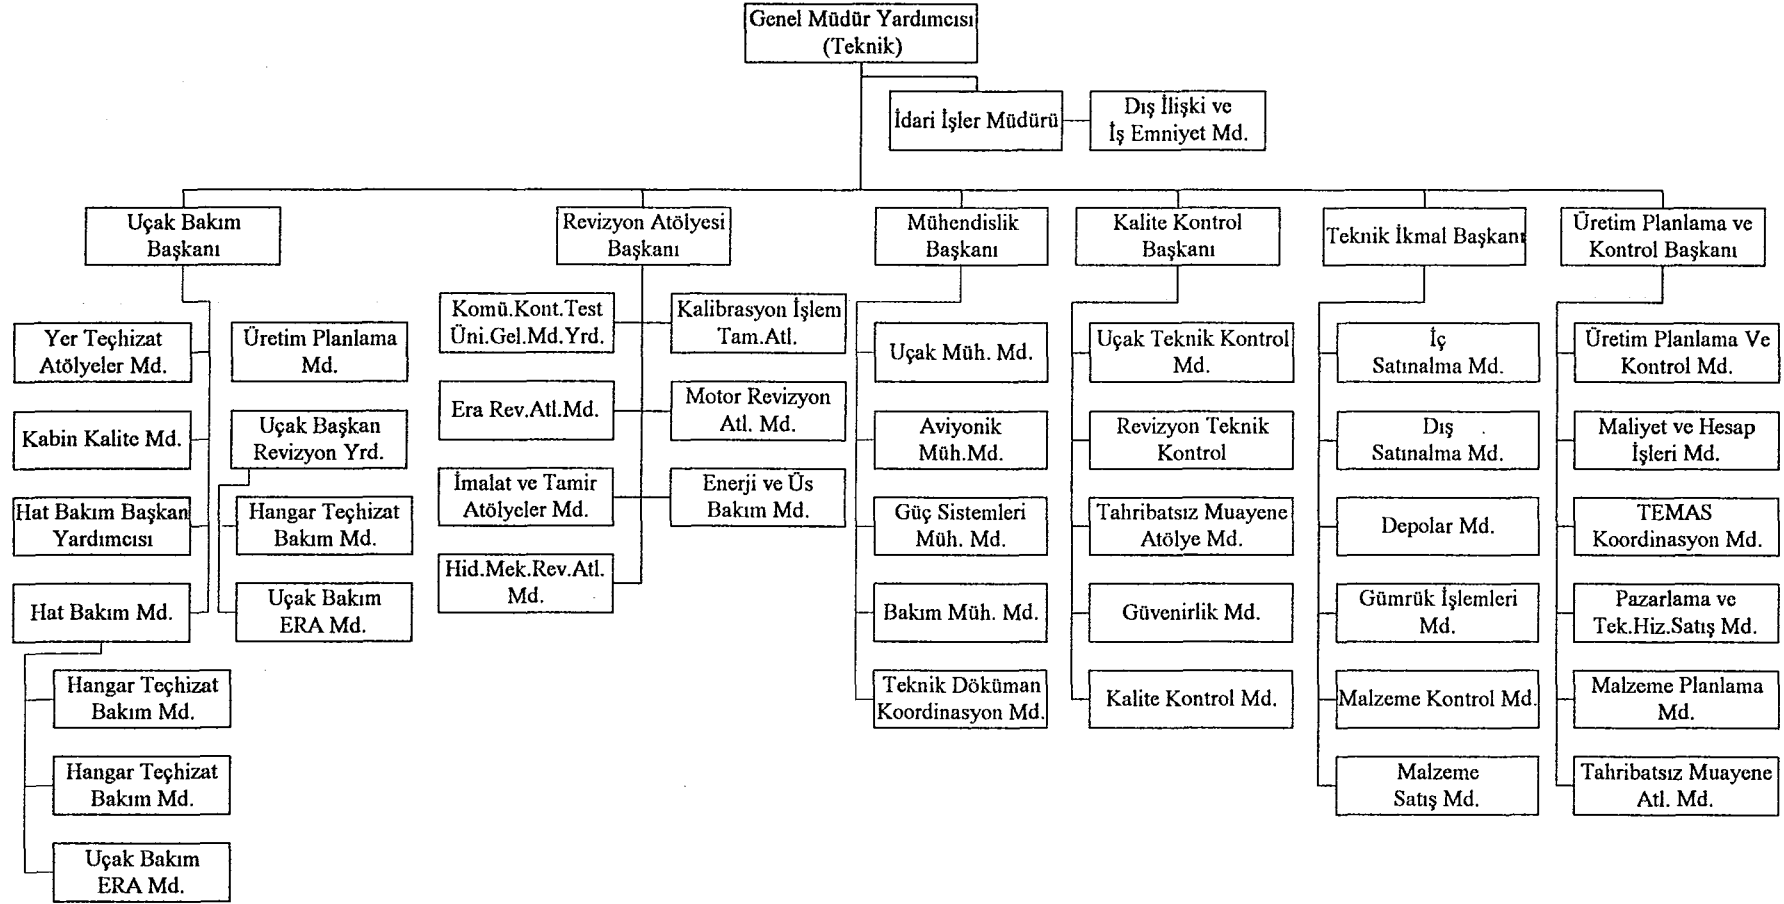 Genel Müdür Yardımcısı
(Teknik)
İdari İşler Müdürü
Dış İlişki ve
İş Emniyet Md.
Uçak Bakım
Başkanı
Revizyon Atölyesi
Başkanı
Mühendislik
Başkanı
Kalite Kontrol
Başkanı
Teknik İkmal Başkanı
Üretim Planlama ve
Kontrol Başkanı
Yer Teçhizat
Atölyeler Md.
Kabin Kalite Md.
Hat Bakım Başkan
Yardımcısı
Hat Bakım Md.
Hangar Teçhizat
Bakım Md.
Hangar Teçhizat
Bakım Md.
Uçak Bakım
ERA Md.
Üretim Planlama
Md.
Uçak Başkan
Revizyon Yrd.
Hangar Teçhizat
Bakım Md.
Uçak Bakım
ERA Md.
Komü.Kont.Test
Üni.Gel.Md.Yrd.
Era Rev.Atl.Md.
İmalat ve Tamir
Atölyeler Md.
Hid.Mek.Rev.Atl.
Md.
Kalibrasyon İşlem
Tam.Atl.
Motor Revizyon
Atl. Md.
Enerji ve Üs
Bakım Md.
Uçak Müh. Md.
Aviyonik
Müh.Md.
Güç Sistemleri
Müh. Md.
Bakım Müh. Md.
Teknik Döküman
Koordinasyon Md.
Uçak Teknik Kontrol
Md.
Revizyon Teknik
Kontrol
Tahribatsız Muayene
Atölye Md.
Güvenirlik Md.
Kalite Kontrol Md.
İç
Satınalma Md.
Dış
Satınalma Md.
Depolar Md.
Gümrük İşlemleri
Md.
Malzeme Kontrol Md.
Malzeme
Satış Md.
Üretim Planlama Ve
Kontrol Md.
Maliyet ve Hesap
İşleri Md.
TEMAS
Koordinasyon Md.
Pazarlama ve
Tek.Hiz.Satış Md.
Malzeme Planlama
Md.
Tahribatsız Muayene
Atl. Md.